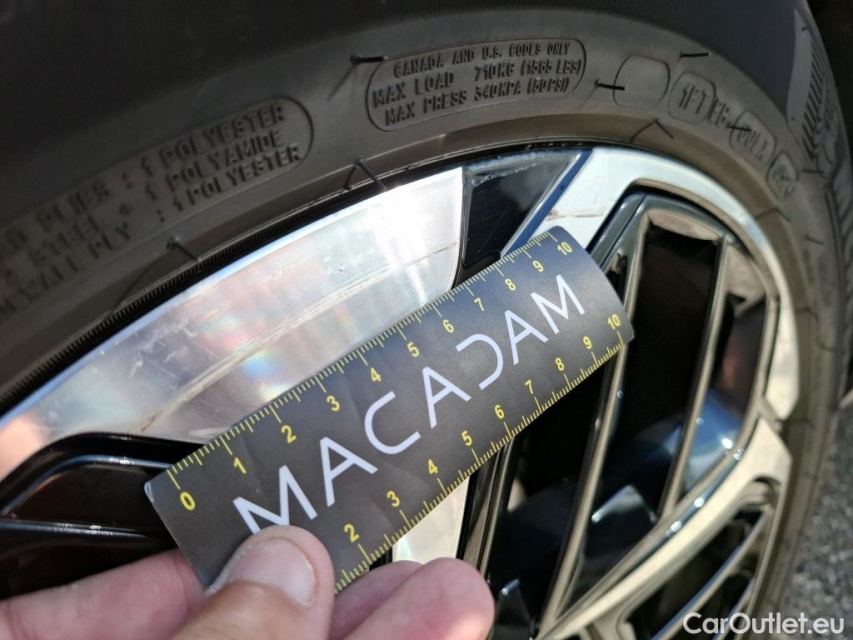 CANADA AND U.S. CODES ONLY
MAX LOAD 710KG (1565 LBS)
MAX PRESS 340KPA (50PSI)
: 1 POLYESTER
1 POLYAMIDE
PLY : 1 POLYESTER
10
9
8
7
6
5
4
3
2
1
0
MACADAM
10
9
8
7
6
5
4
3
2
CarOutlet.eu